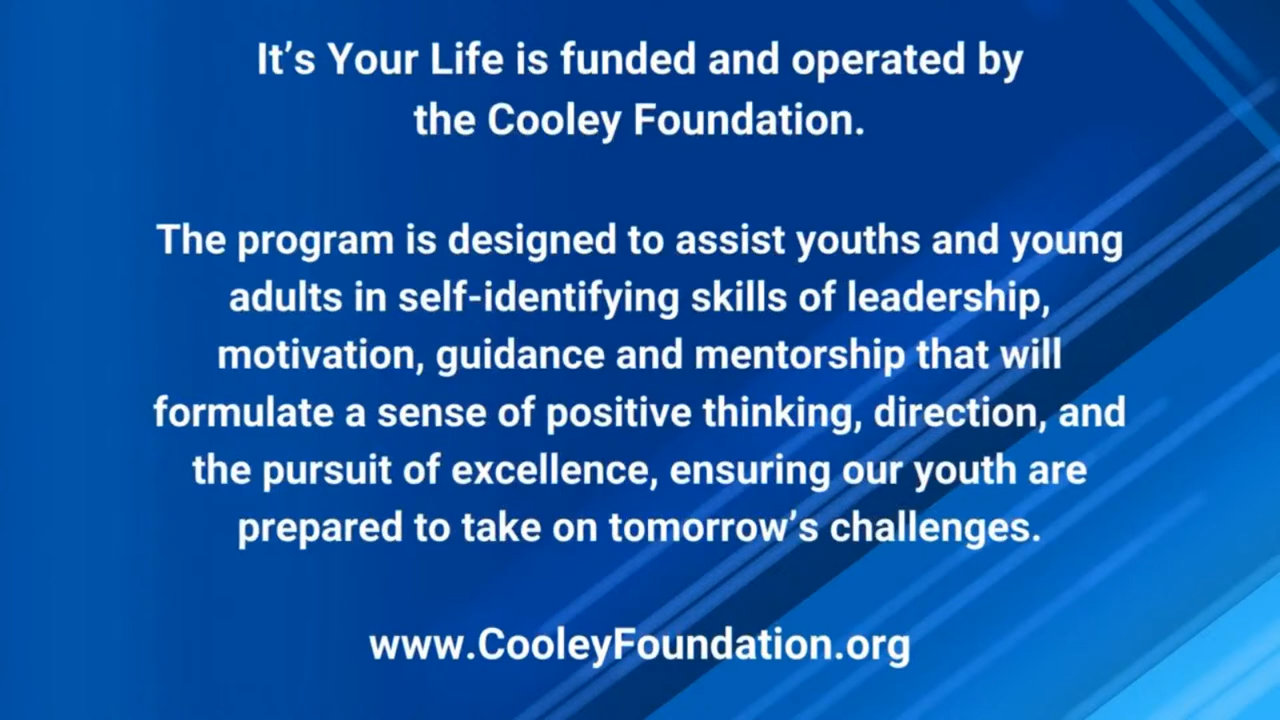 It’s Your Life is funded and operated by
the Cooley Foundation.
The program is designed to assist youths and young
adults in self-identifying skills of leadership,
motivation, guidance and mentorship that will
formulate a sense of positive thinking, direction, and
the pursuit of excellence, ensuring our youth are
prepared to take on tomorrow’s challenges.
www.CooleyFoundation.org